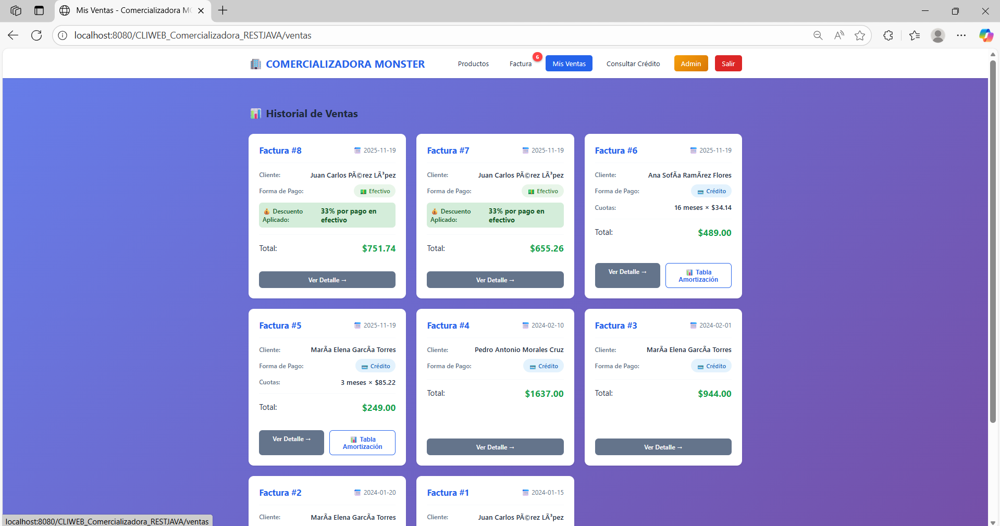 Mis Ventas - Comercializadora MO
localhost:8080/CLIWEB_Comercializadora_RESTJAVA/ventas
COMERCIALIZADORA MONSTER
Productos
Factura
6
Mis Ventas
Consultar Crédito
Admin
Salir
Historial de Ventas
Factura #8
2025-11-19
Cliente:
Juan Carlos PÃ©rez LÃ³pez
Forma de Pago:
Efectivo
Descuento Aplicado:
33% por pago en efectivo
Total:
$751.74
Ver Detalle →
Factura #7
2025-11-19
Cliente:
Juan Carlos PÃ©rez LÃ³pez
Forma de Pago:
Efectivo
Descuento Aplicado:
33% por pago en efectivo
Total:
$655.26
Ver Detalle →
Factura #6
2025-11-19
Cliente:
Ana SofÃa RamÃrez Flores
Forma de Pago:
Crédito
Cuotas:
16 meses × $34.14
Total:
$489.00
Ver Detalle →
Tabla Amortización
Factura #5
2025-11-19
Cliente:
MarÃa Elena GarcÃa Torres
Forma de Pago:
Crédito
Cuotas:
3 meses × $85.22
Total:
$249.00
Ver Detalle →
Tabla Amortización
Factura #4
2024-02-10
Cliente:
Pedro Antonio Morales Cruz
Forma de Pago:
Crédito
Total:
$1637.00
Ver Detalle →
Factura #3
2024-02-01
Cliente:
MarÃa Elena GarcÃa Torres
Forma de Pago:
Crédito
Total:
$944.00
Ver Detalle →
Factura #2
2024-01-20
Cliente:
MarÃa Elena GarcÃa Torres
Factura #1
2024-01-15
Cliente:
Juan Carlos PÃ©rez LÃ³pez
localhost:8080/CLIWEB_Comercializadora_RESTJAVA/ventas